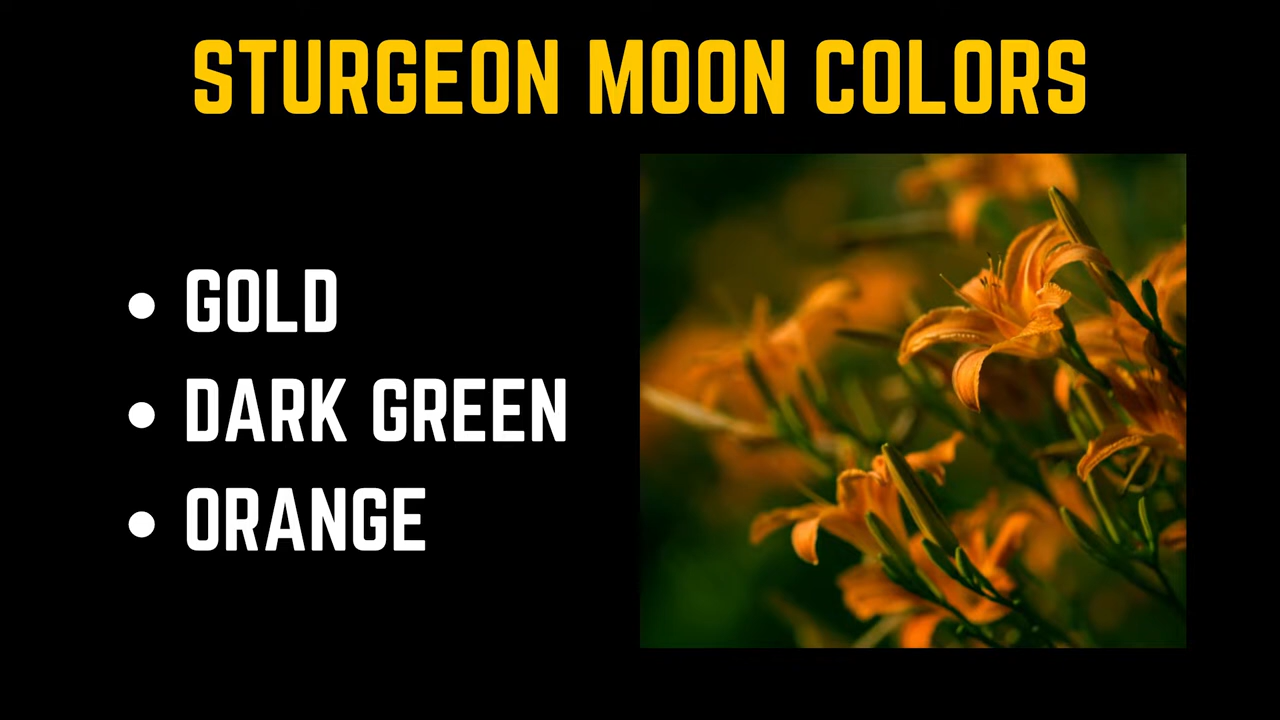 STURGEON MOON COLORS
• GOLD
• DARK GREEN
• ORANGE